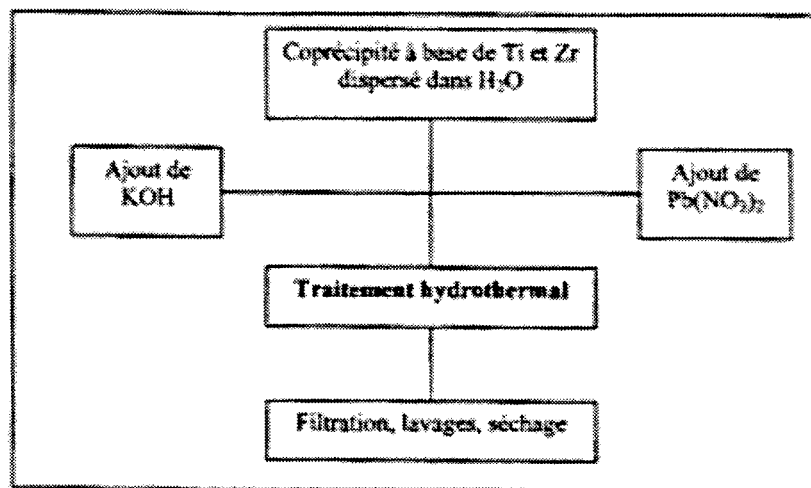 Coprécipité à base de Ti et Zr
dispersé dans H₂O
Ajout de
KOH
Ajout de
Pb(NO₂)₂
Traitement hydrothermal
Filtration, lavages, séchage